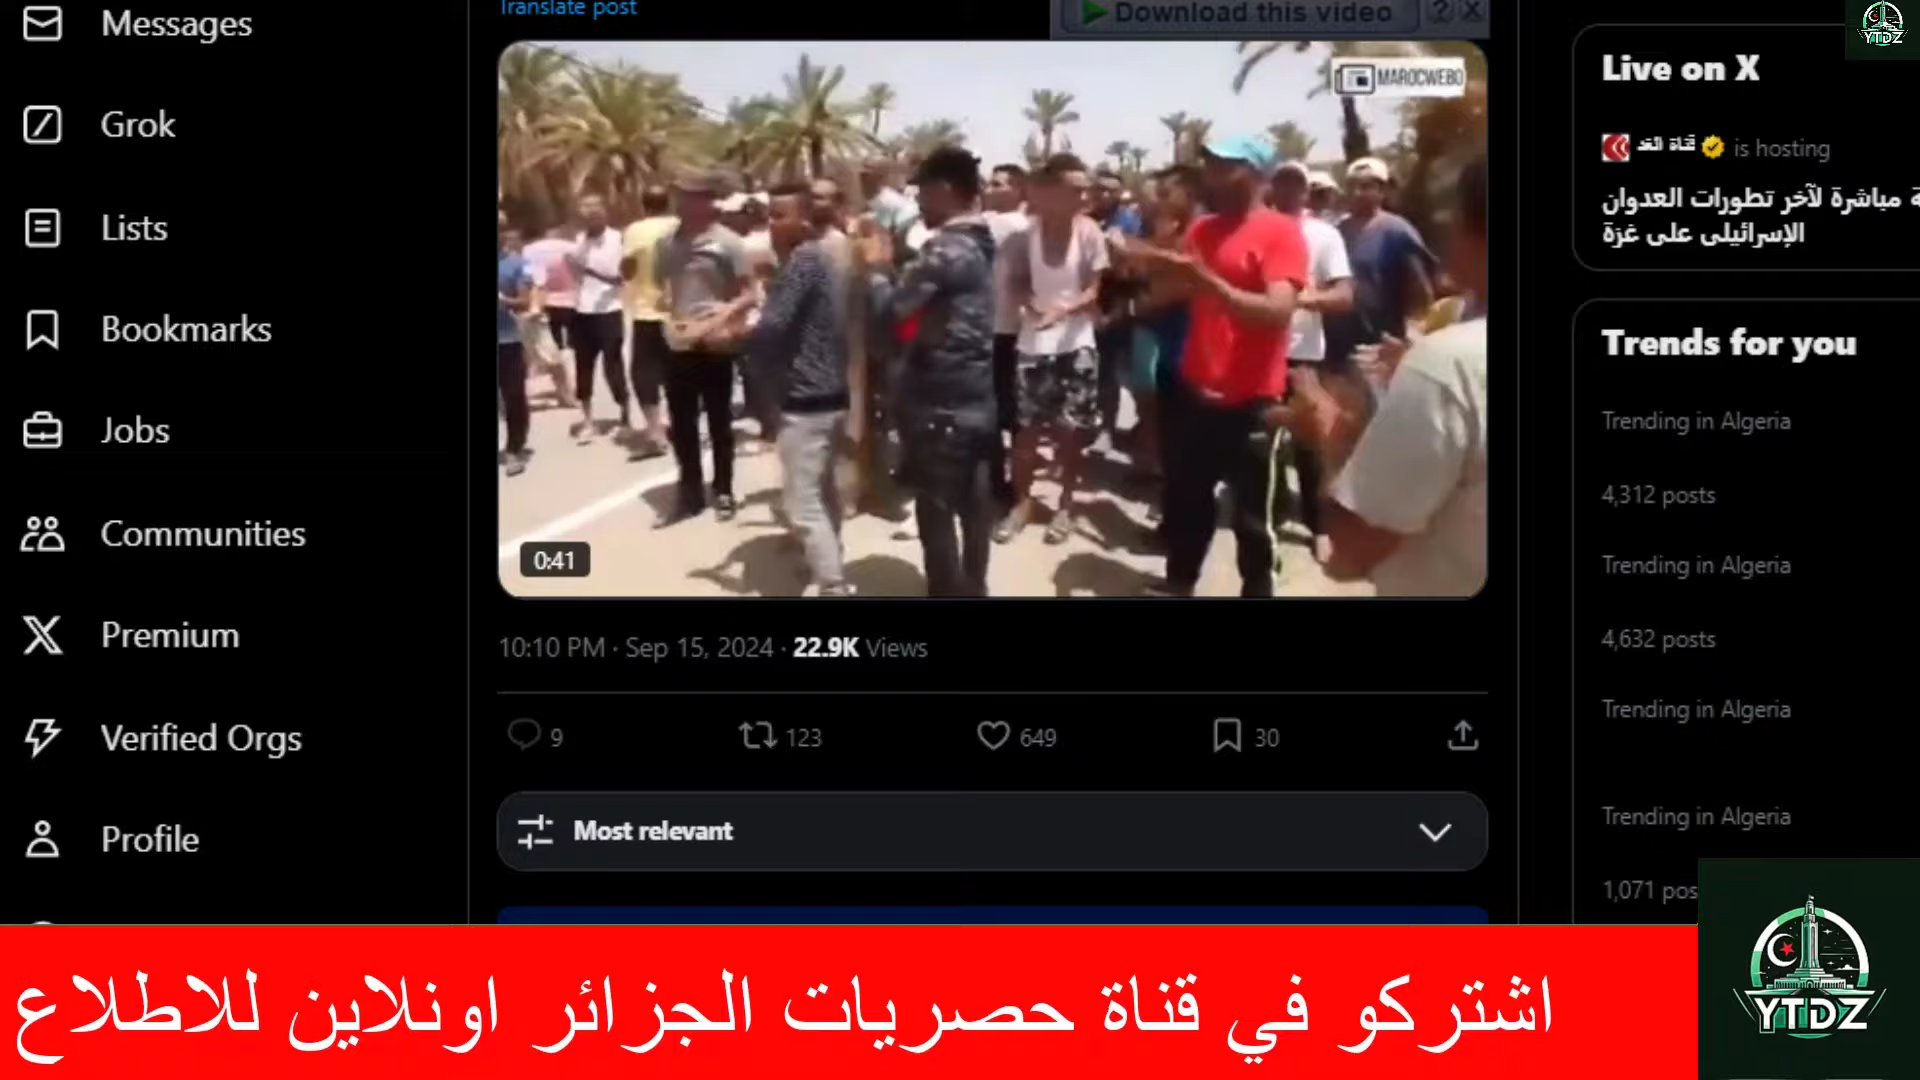 Translate post
Download this video
? X
YTDZ
MAROCWEBO
0:41
Messages
Grok
Lists
Bookmarks
Jobs
Communities
Premium
Verified Orgs
Profile
10:10 PM · Sep 15, 2024 · 22.9K Views
9 123 649 30
Most relevant
Live on X
قناة الغد is hosting
مباشرة لآخر تطورات العدوان
الإسرائيلي على غزة
Trends for you
Trending in Algeria
4,312 posts
Trending in Algeria
4,632 posts
Trending in Algeria
Trending in Algeria
1,071
اشتركو في قناة حصريات الجزائر اونلاين للاطلاع
YTDZ